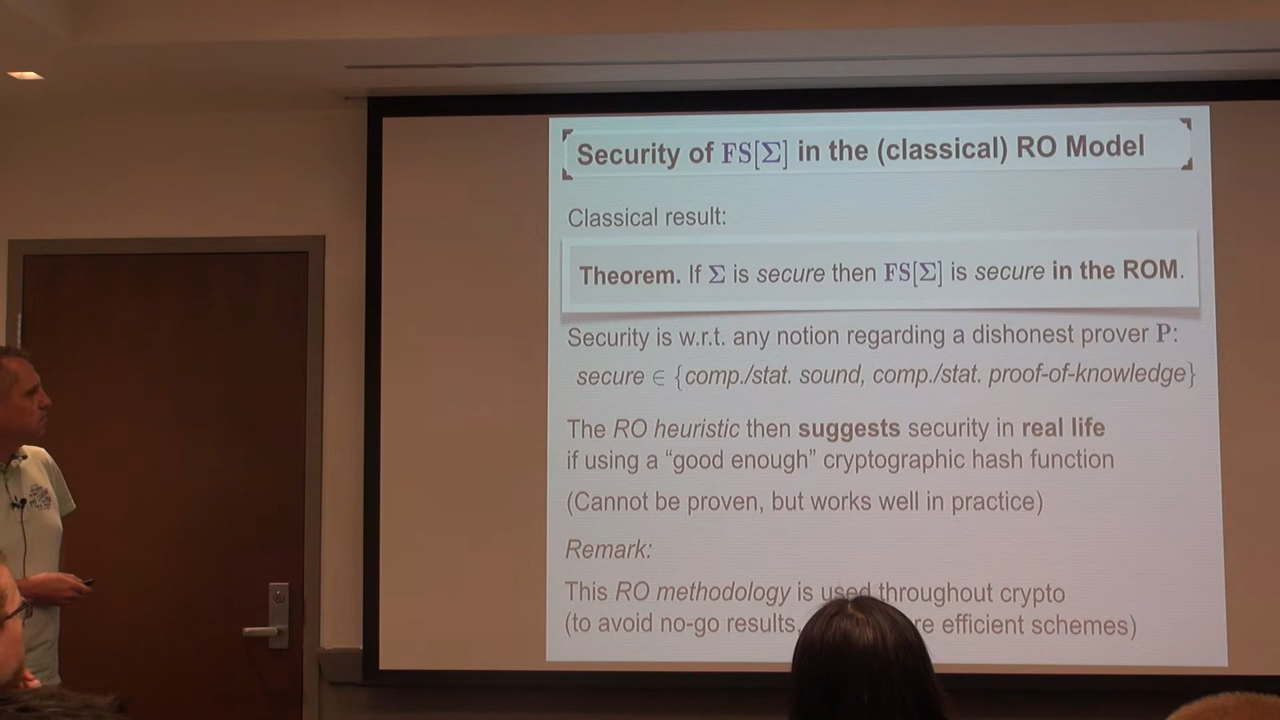 Security of FS[Σ] in the (classical) RO Model
Classical result:
Theorem. If Σ is secure then FS[Σ] is secure in the ROM.
Security is w.r.t. any notion regarding a dishonest prover P:
secure ∈ {comp./stat. sound, comp./stat. proof-of-knowledge}
The RO heuristic then suggests security in real life
if using a “good enough” cryptographic hash function
(Cannot be proven, but works well in practice)
Remark:
This RO methodology is used throughout crypto
(to avoid no-go results, efficient schemes)